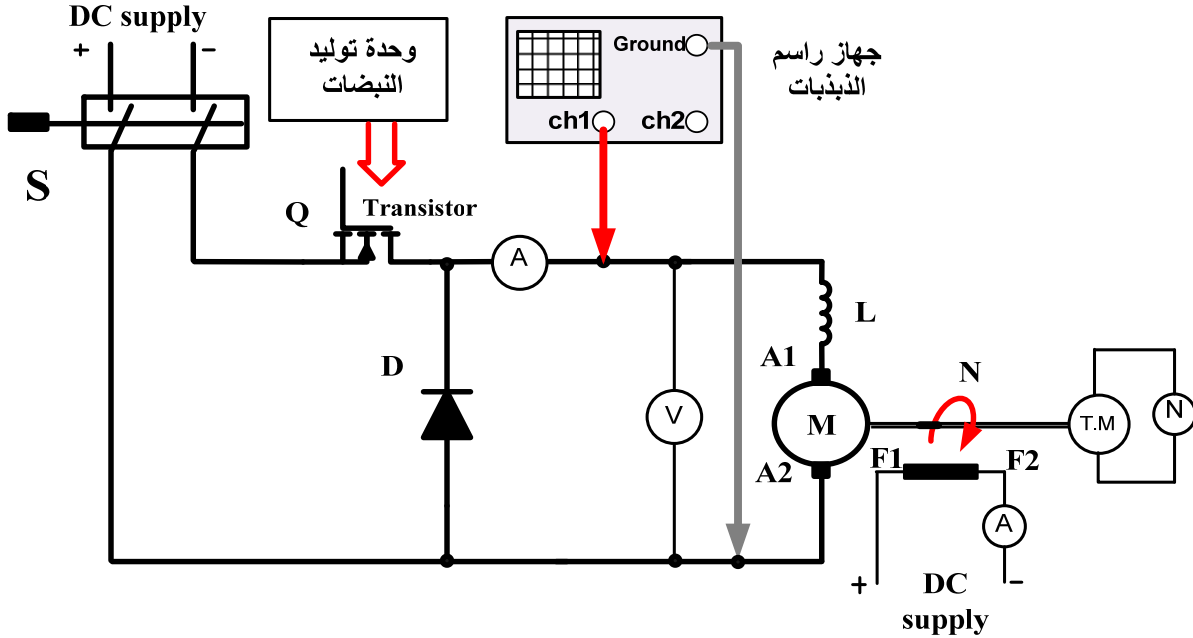 DC supply
+ –
S
وحدة توليد
النبضات
Ground
ch1 ch2
جهاز راسم
الذبذبات
Q
Transistor
A
D
V
L
A1
M
A2
N
T.M
N
F1
F2
A
+ –
DC
supply